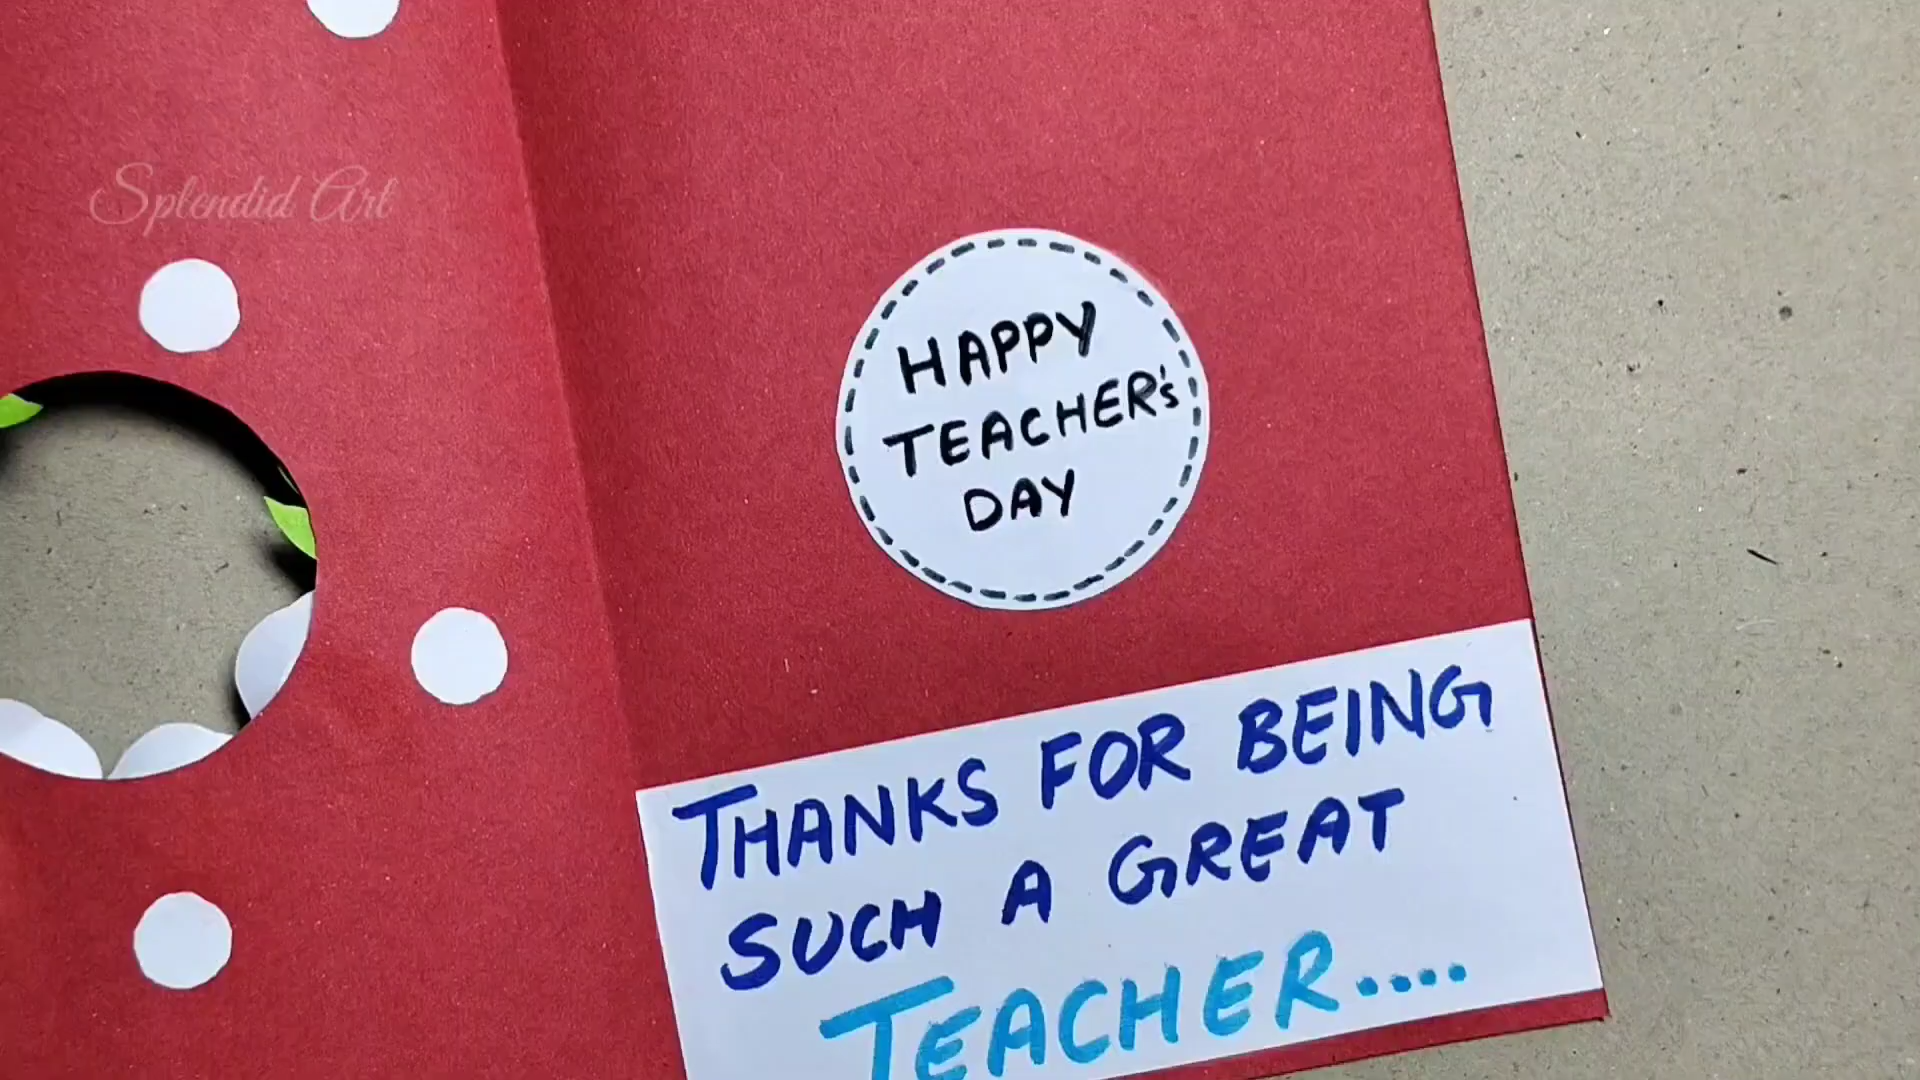 Splendid Art
HAPPY
TEACHER's
DAY
THANKS FOR BEING
SUCH A GREAT
TEACHER....